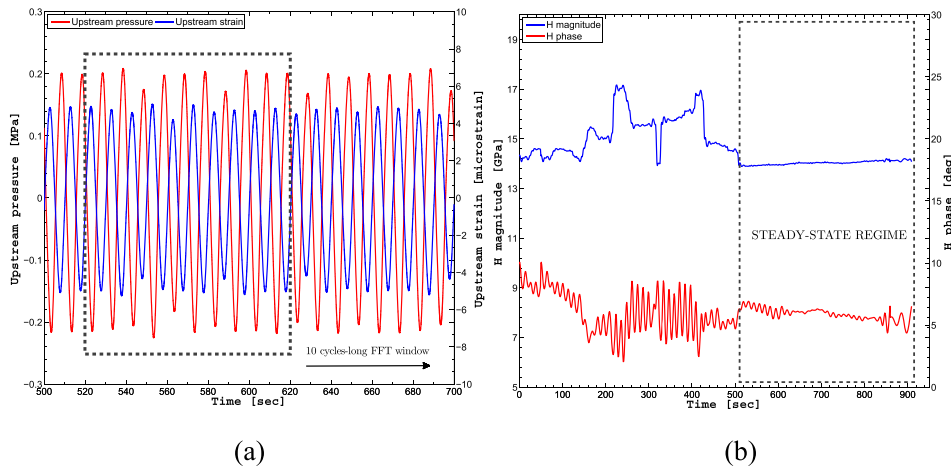 Upstream pressure Upstream strain
Upstream pressure [MPa]
0.3
0.2
0.1
0
−0.1
−0.2
−0.3
10
8
6
4
2
0
−2
−4
−6
−8
−10
Upstream strain [microstrain]
10 cycles-long FFT window
500 520 540 560 580 600 620 640 660 680 700
Time [sec]
(a)
H magnitude
H phase
H magnitude [GPa]
19
17
15
13
11
9
7
5
30
25
20
15
10
5
0
H phase [deg]
STEADY-STATE REGIME
0 100 200 300 400 500 600 700 800 900
Time [sec]
(b)